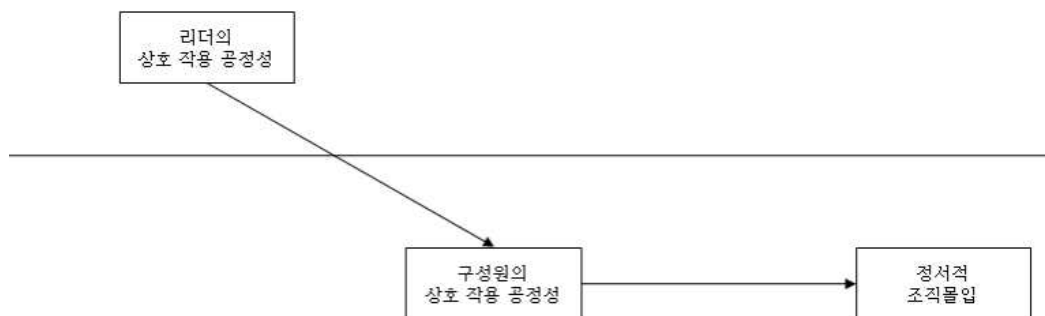 리더의
상호 작용 공정성
구성원의
상호 작용 공정성
정서적
조직몰입